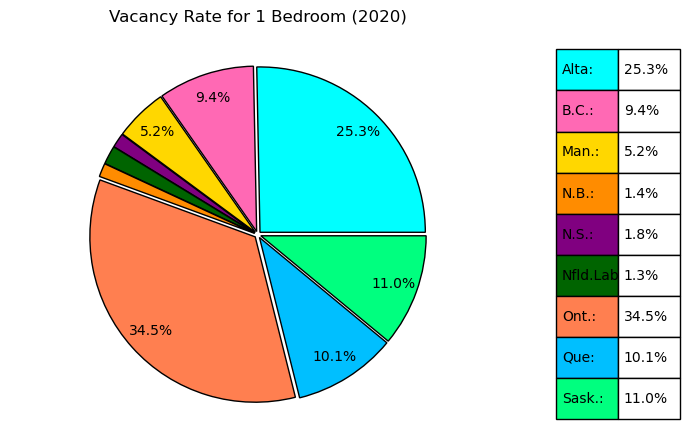 Vacancy Rate for 1 Bedroom (2020)
9.4%
5.2%
25.3%
11.0%
34.5%
10.1%
Alta: 25.3%
B.C.: 9.4%
Man.: 5.2%
N.B.: 1.4%
N.S.: 1.8%
Nfld.Lab 1.3%
Ont.: 34.5%
Que: 10.1%
Sask.: 11.0%